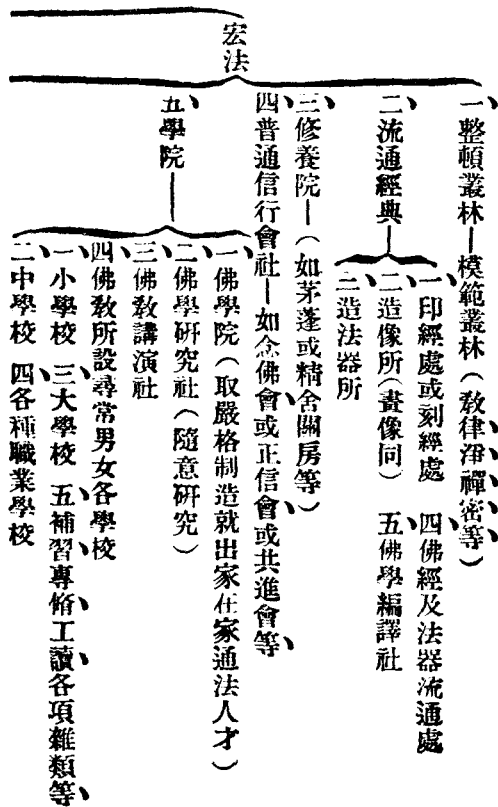 宏法
一、整頓叢林—模範叢林(教、律、淨、禪、密等)
二、流通經典
一、印經處或刻經處
二、造像所(畫像同)
三、造法器所
四、佛經及法器流通處
五、佛學編譯社
三、修養院—(如茅蓬或精舍關房等)
四、普通信行會社—如念佛會、或正信會、或共進會等、
五、學院—
一、佛學院(取嚴格制造就出家在家通法人才)
二、佛學研究社(隨意研究)
三、佛教講演社
四、佛教所設尋常男女各學校
一、小學校
二、中學校
三、大學校
四、各種職業學校
五、補習、專脩、工讀、各項雜類等、